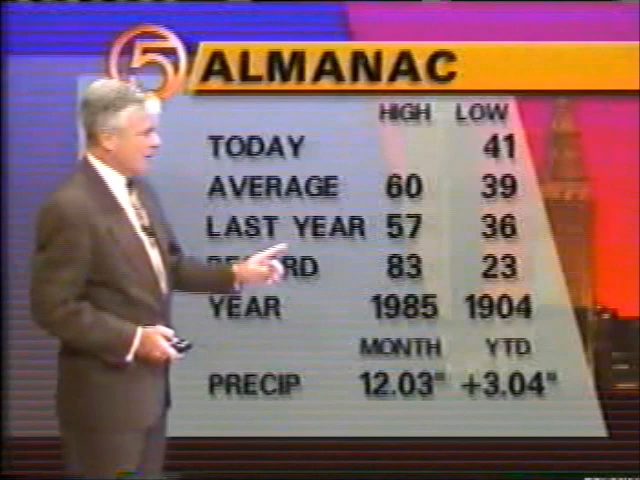 5 ALMANAC
HIGH LOW
TODAY 41
AVERAGE 60 39
LAST YEAR 57 36
83 23
YEAR 1985 1904
MONTH YTD
PRECIP 12.03" +3.04"